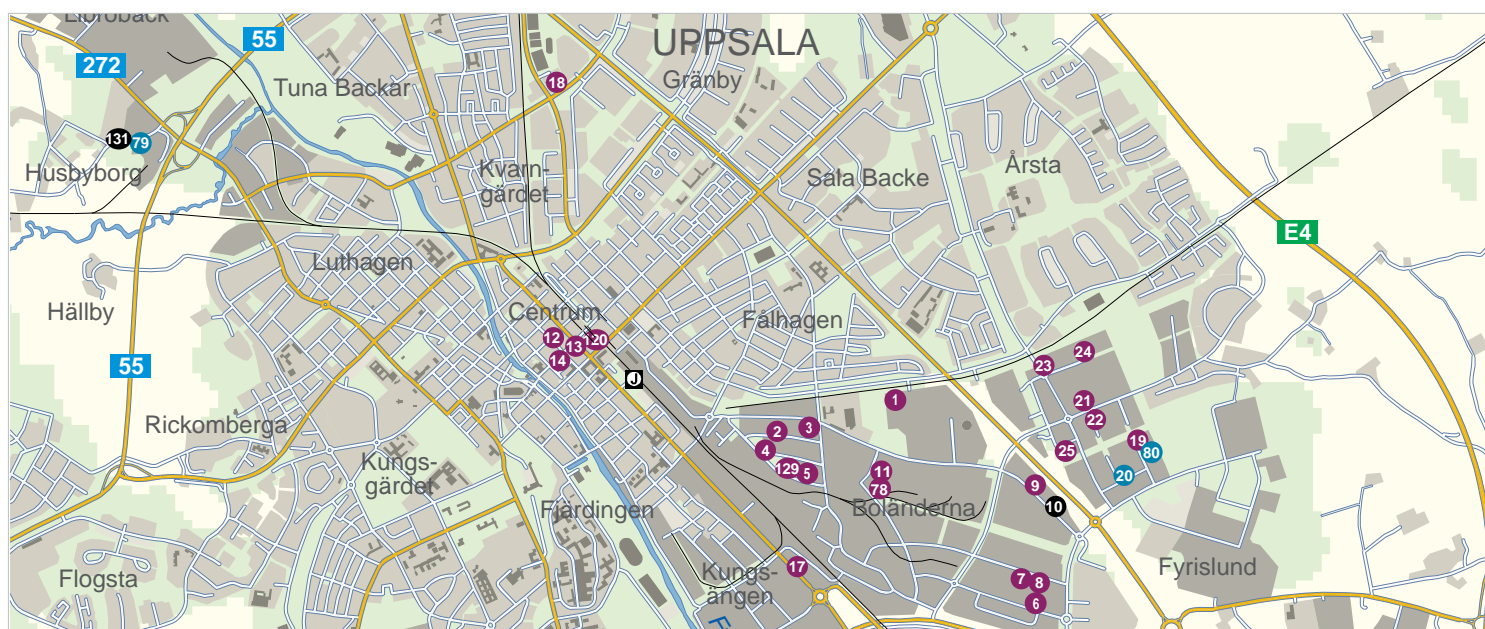 Librobäck
55
UPPSALA
272
Gränby
Tuna Backar
18
131
79
Husbyborg
Kvarn-
gärdet
Sala Backe
Årsta
E4
Luthagen
Hällby
Centrum
Fålhagen
12
13
14
20
J
55
23
24
1
21
22
Rickomberga
2
3
4
129
5
11
78
25
19
80
20
Kungs-
gärdet
9
10
Boländerna
Fjärdingen
17
Kungs-
ängen
7
8
6
Fyrislund
Flogsta
F